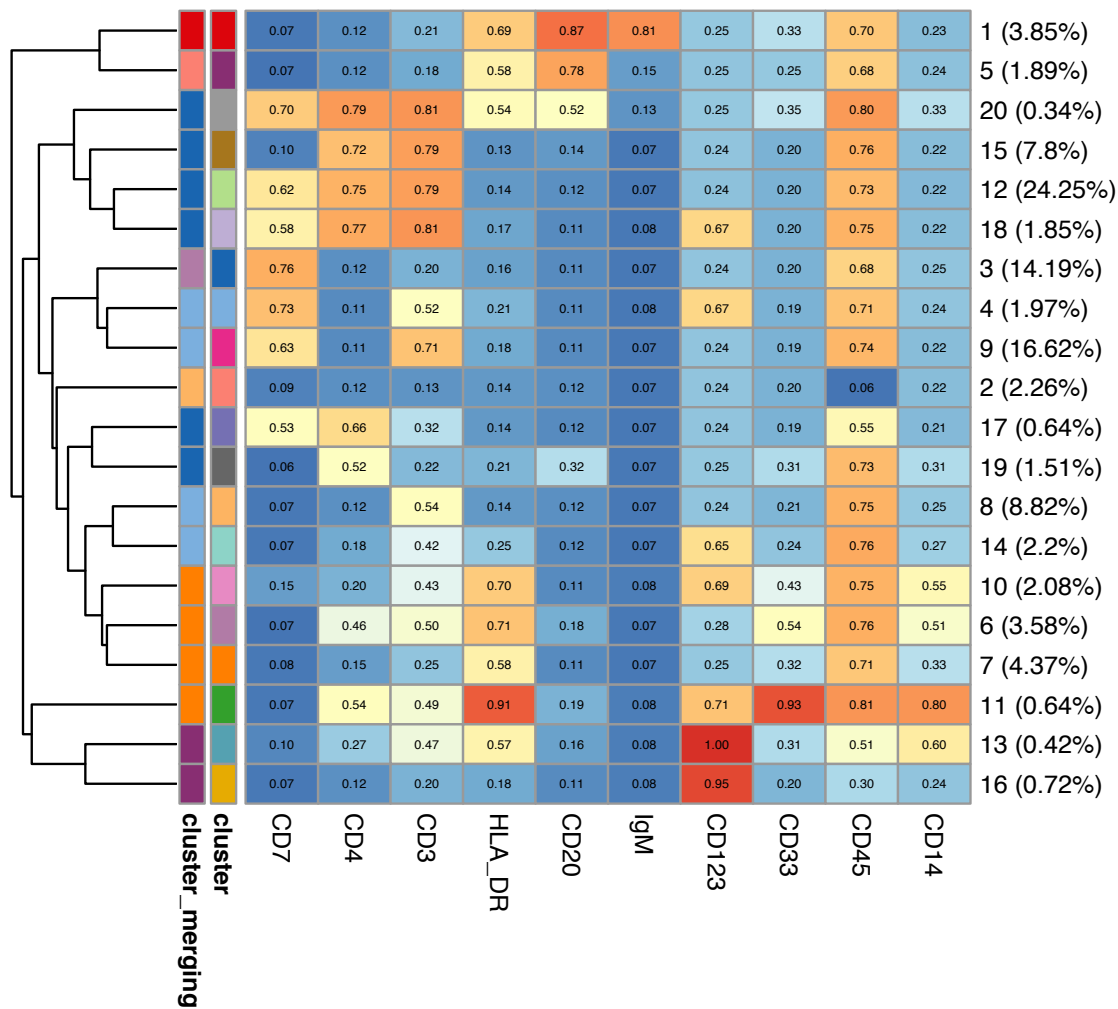 0.07 0.12 0.21 0.69 0.87 0.81 0.25 0.33 0.70 0.23 1 (3.85%)
0.07 0.12 0.18 0.58 0.78 0.15 0.25 0.25 0.68 0.24 5 (1.89%)
0.70 0.79 0.81 0.54 0.52 0.13 0.25 0.35 0.80 0.33 20 (0.34%)
0.10 0.72 0.79 0.13 0.14 0.07 0.24 0.20 0.76 0.22 15 (7.8%)
0.62 0.75 0.79 0.14 0.12 0.07 0.24 0.20 0.73 0.22 12 (24.25%)
0.58 0.77 0.81 0.17 0.11 0.08 0.67 0.20 0.75 0.22 18 (1.85%)
0.76 0.12 0.20 0.16 0.11 0.07 0.24 0.20 0.68 0.25 3 (14.19%)
0.73 0.11 0.52 0.21 0.11 0.08 0.67 0.19 0.71 0.24 4 (1.97%)
0.63 0.11 0.71 0.18 0.11 0.07 0.24 0.19 0.74 0.22 9 (16.62%)
0.09 0.12 0.13 0.14 0.12 0.07 0.24 0.20 0.06 0.22 2 (2.26%)
0.53 0.66 0.32 0.14 0.12 0.07 0.24 0.19 0.55 0.21 17 (0.64%)
0.06 0.52 0.22 0.21 0.32 0.07 0.25 0.31 0.73 0.31 19 (1.51%)
0.07 0.12 0.54 0.14 0.12 0.07 0.24 0.21 0.75 0.25 8 (8.82%)
0.07 0.18 0.42 0.25 0.12 0.07 0.65 0.24 0.76 0.27 14 (2.2%)
0.15 0.20 0.43 0.70 0.11 0.08 0.69 0.43 0.75 0.55 10 (2.08%)
0.07 0.46 0.50 0.71 0.18 0.07 0.28 0.54 0.76 0.51 6 (3.58%)
0.08 0.15 0.25 0.58 0.11 0.07 0.25 0.32 0.71 0.33 7 (4.37%)
0.07 0.54 0.49 0.91 0.19 0.08 0.71 0.93 0.81 0.80 11 (0.64%)
0.10 0.27 0.47 0.57 0.16 0.08 1.00 0.31 0.51 0.60 13 (0.42%)
0.07 0.12 0.20 0.18 0.11 0.08 0.95 0.20 0.30 0.24 16 (0.72%)
cluster_merging
cluster
CD7
CD4
CD3
HLA_DR
CD20
IgM
CD123
CD33
CD45
CD14